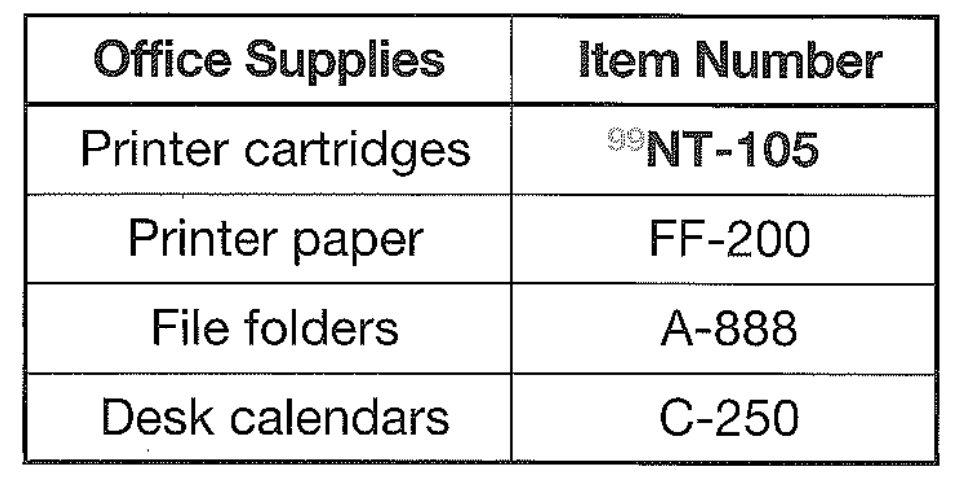 Office Supplies Item Number
Printer cartridges 99NT-105
Printer paper FF-200
File folders A-888
Desk calendars C-250